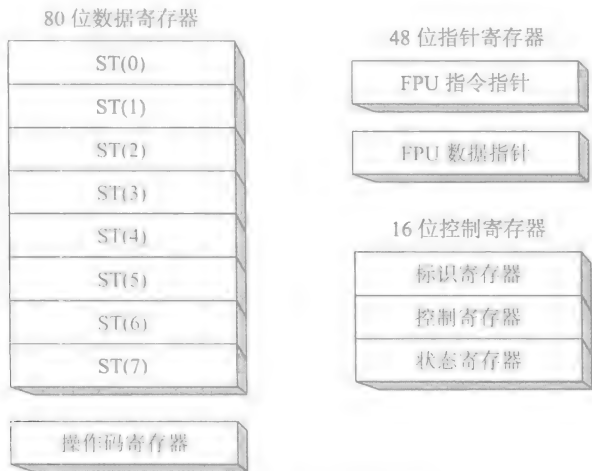 80 位数据寄存器
ST(0)
ST(1)
ST(2)
ST(3)
ST(4)
ST(5)
ST(6)
ST(7)
操作码寄存器
48 位指针寄存器
FPU 指令指针
FPU 数据指针
16 位控制寄存器
标识寄存器
控制寄存器
状态寄存器